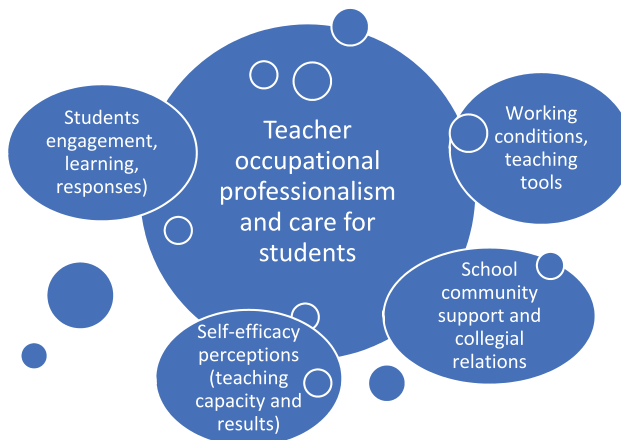 Students
engagement,
learning,
responses)
Teacher
occupational
professionalism
and care for
students
Working
conditions,
teaching
tools
School
community
support and
collegial
relations
Self-efficacy
perceptions
(teaching
capacity and
results)